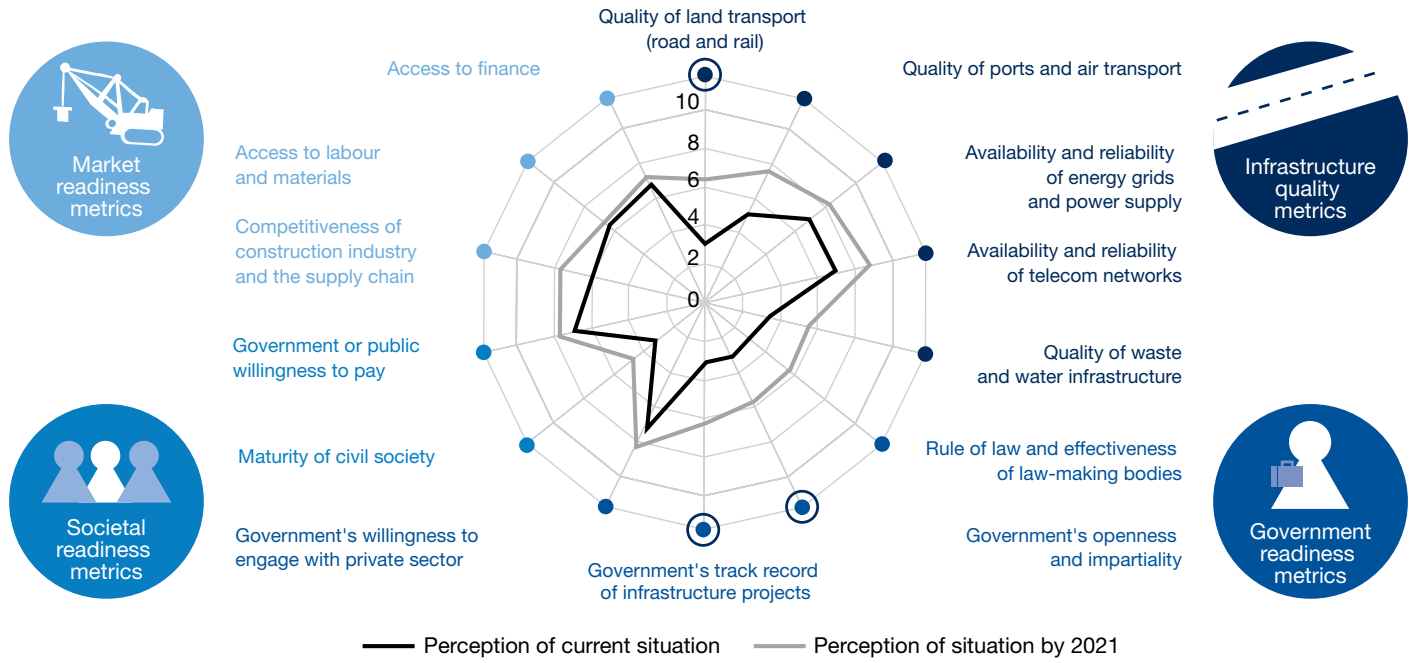 Quality of land transport
(road and rail)
Access to finance
Quality of ports and air transport
Market
readiness
metrics
Access to labour
and materials
Availability and reliability
of energy grids
and power supply
Infrastructure
quality
metrics
Competitiveness of
construction industry
and the supply chain
Availability and reliability
of telecom networks
10
8
6
4
2
0
Government or public
willingness to pay
Quality of waste
and water infrastructure
Maturity of civil society
Rule of law and effectiveness
of law-making bodies
Societal
readiness
metrics
Government's willingness to
engage with private sector
Government's track record
of infrastructure projects
Government's openness
and impartiality
Government
readiness
metrics
Perception of current situation
Perception of situation by 2021